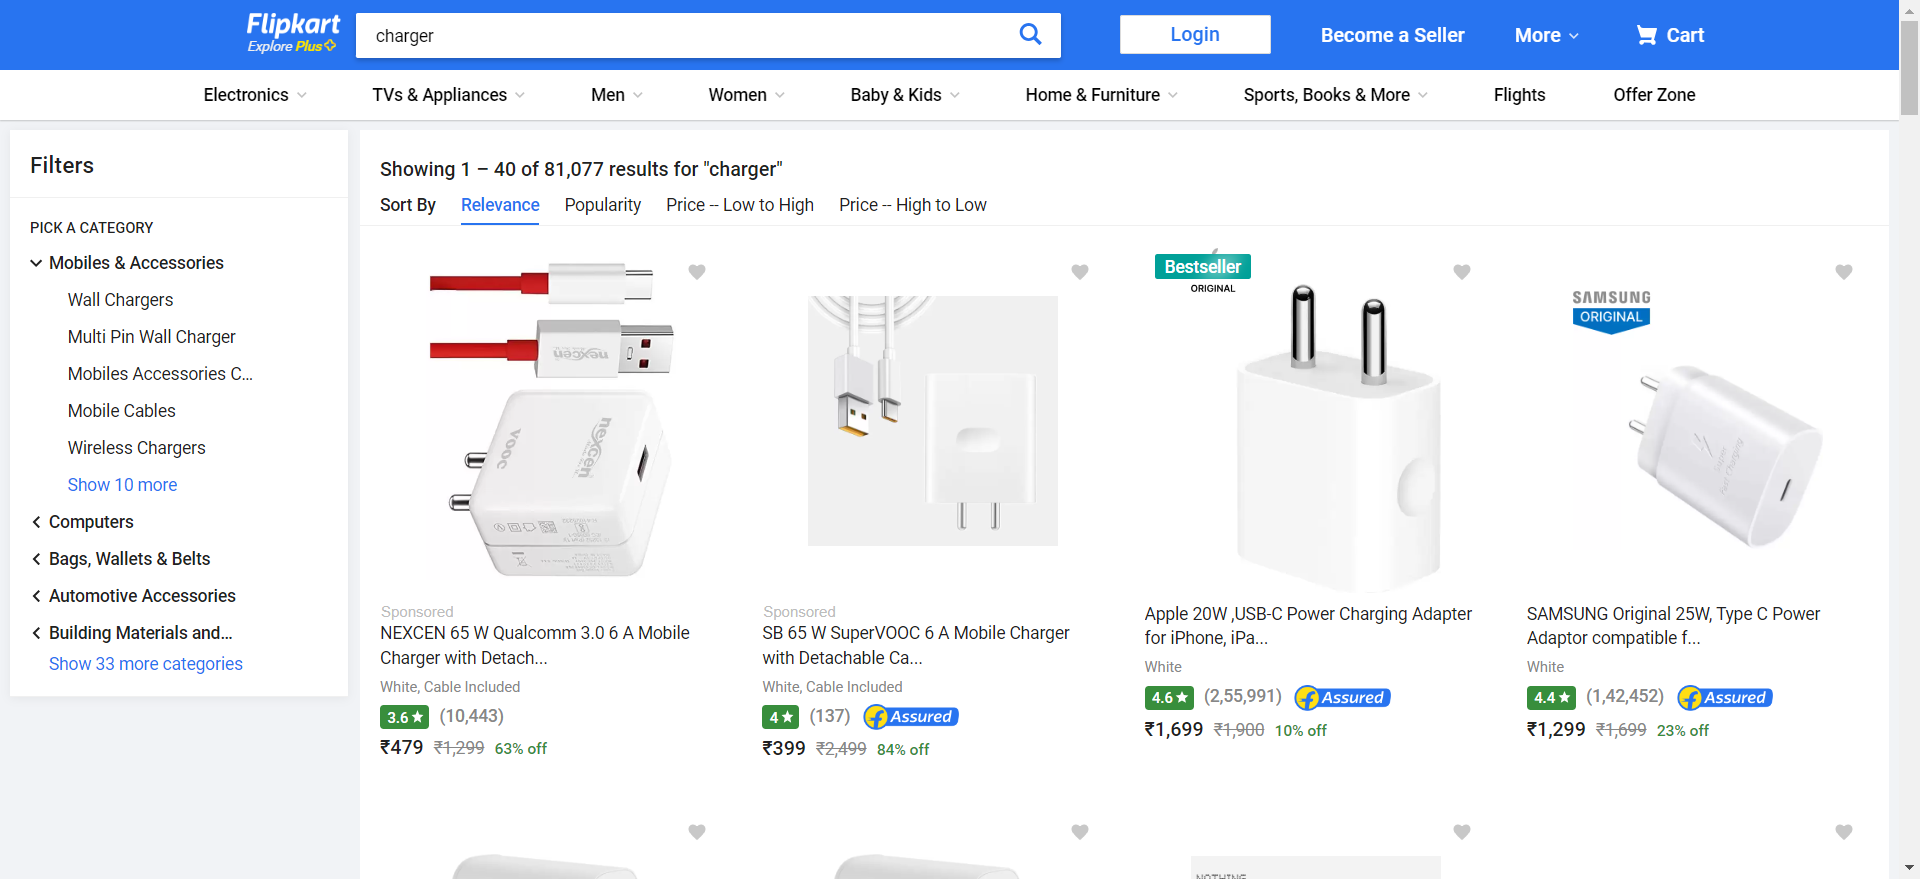 Flipkart
Explore Plus
charger
Login
Become a Seller
More
Cart
Electronics
TVs & Appliances
Men
Women
Baby & Kids
Home & Furniture
Sports, Books & More
Flights
Offer Zone
Filters
PICK A CATEGORY
Mobiles & Accessories
Wall Chargers
Multi Pin Wall Charger
Mobiles Accessories C...
Mobile Cables
Wireless Chargers
Show 10 more
Computers
Bags, Wallets & Belts
Automotive Accessories
Building Materials and...
Show 33 more categories
Showing 1 – 40 of 81,077 results for "charger"
Sort By
Relevance
Popularity
Price -- Low to High
Price -- High to Low
nexcen
vooc
nexcen
Sponsored
NEXCEN 65 W Qualcomm 3.0 6 A Mobile
Charger with Detach...
White, Cable Included
3.6★ (10,443)
₹479 ₹1,299 63% off
Sponsored
SB 65 W SuperVOOC 6 A Mobile Charger
with Detachable Ca...
White, Cable Included
4★ (137) Assured
₹399 ₹2,499 84% off
Bestseller
ORIGINAL
Apple 20W ,USB-C Power Charging Adapter
for iPhone, iPa...
White
4.6★ (2,55,991) Assured
₹1,699 ₹1,900 10% off
SAMSUNG
ORIGINAL
Super
Fast Charging
SAMSUNG Original 25W, Type C Power
Adaptor compatible f...
White
4.4★ (1,42,452) Assured
₹1,299 ₹1,699 23% off
NOTHING